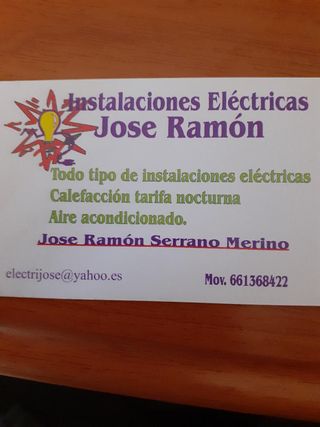 Instalaciones Eléctricas
Jose Ramón
Todo tipo de instalaciones eléctricas
Calefacción tarifa nocturna
Aire acondicionado.
Jose Ramón Serrano Merino
electrijose@yahoo.es
Mov. 661368422